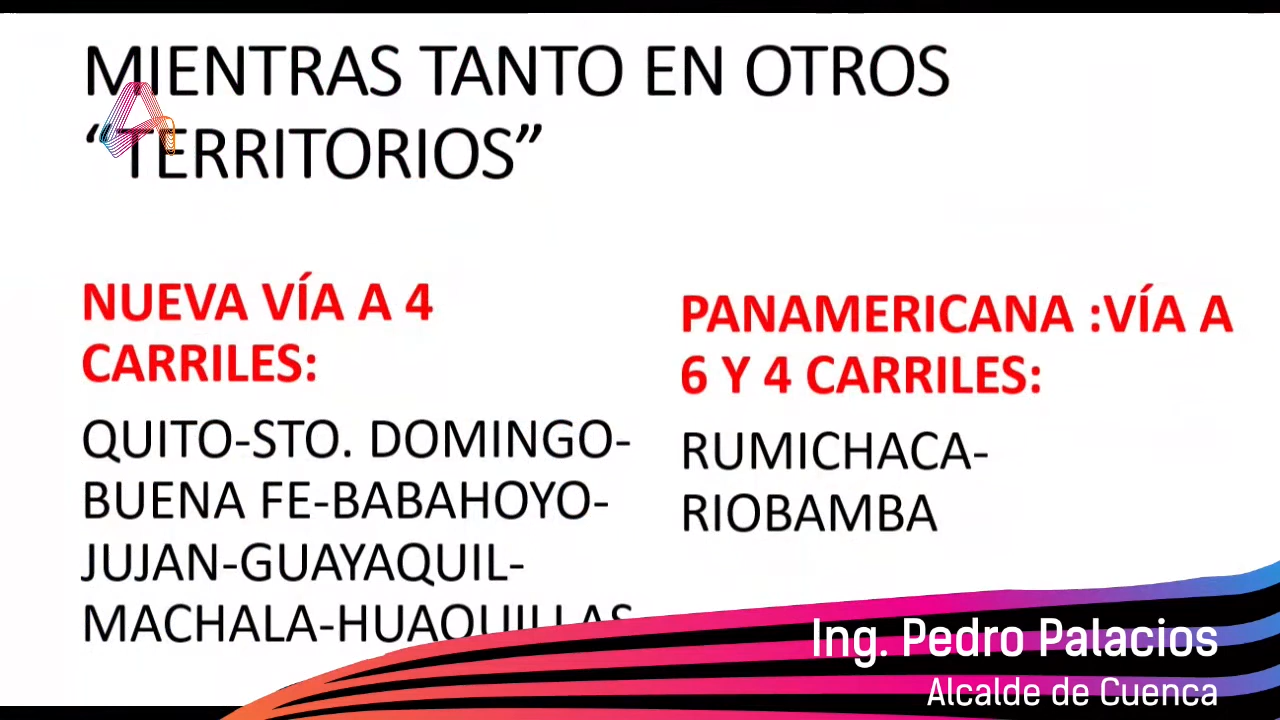 MIENTRAS TANTO EN OTROS
“TERRITORIOS”
NUEVA VÍA A 4
CARRILES:
QUITO-STO. DOMINGO-
BUENA FE-BABAHOYO-
JUJAN-GUAYAQUIL-
MACHALA-HUAQUILLAS
PANAMERICANA :VÍA A
6 Y 4 CARRILES:
RUMICHACA-
RIOBAMBA
Ing. Pedro Palacios
Alcalde de Cuenca